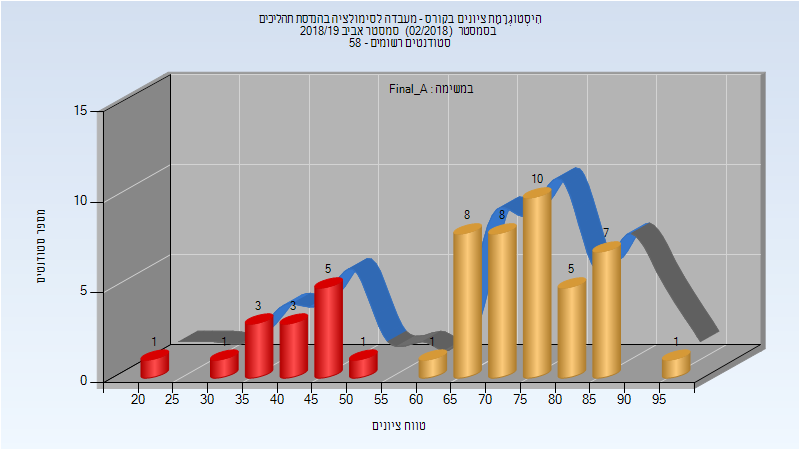 היסטוגרמת ציונים בקורס - מעבדה לסימולציה בהנדסת תהליכים
בסמסטר (02/2018) סמסטר אביב 2018/19
סטודנטים רשומים - 58
במשימה : Final_A
מספר סטודנטים
15
10
5
0
1
1
3
3
5
1
1
8
8
10
5
7
1
20 25 30 35 40 45 50 55 60 65 70 75 80 85 90 95
טווח ציונים